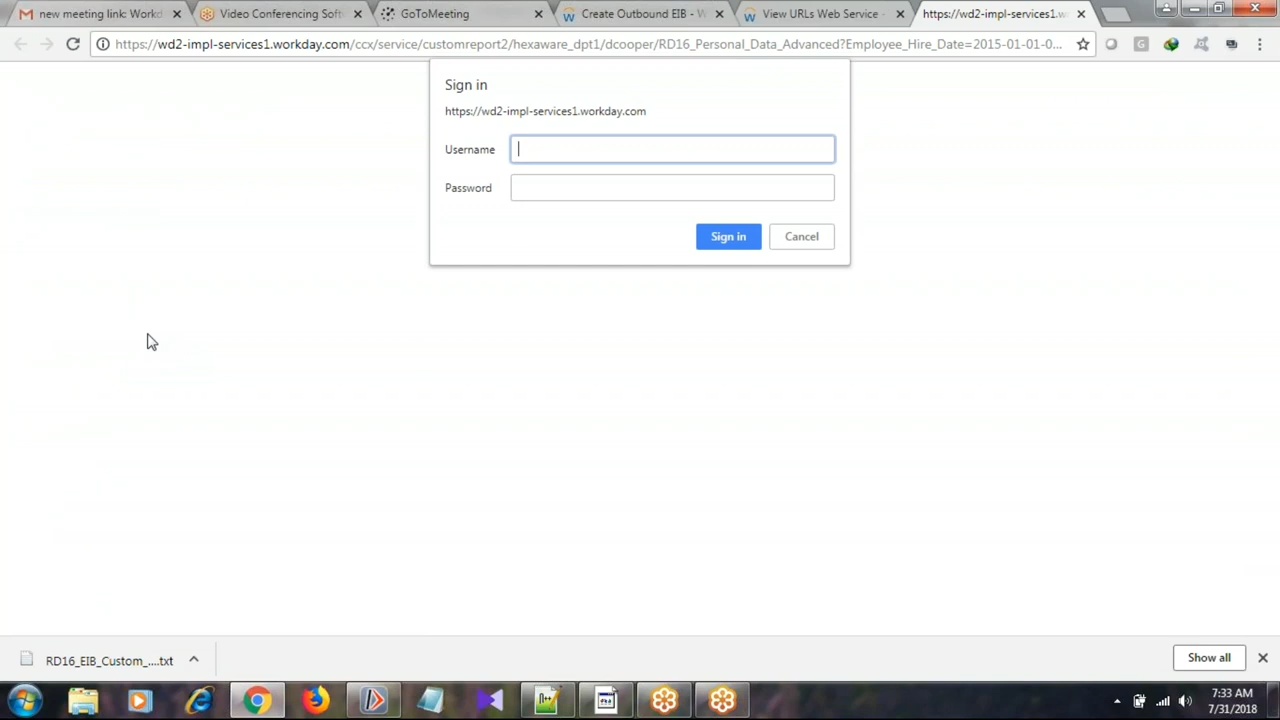 new meeting link: Workd
Video Conferencing Soft
GoToMeeting
Create Outbound EIB - W
View URLs Web Service -
https://wd2-impl-services1.wo
https://wd2-impl-services1.workday.com/ccx/service/customreport2/hexaware_dpt1/dcooper/RD16_Personal_Data_Advanced?Employee_Hire_Date=2015-01-01-0...
Sign in
https://wd2-impl-services1.workday.com
Username
Password
Sign in
Cancel
RD16_EIB_Custom_....txt
Show all
7:33 AM
7/31/2018